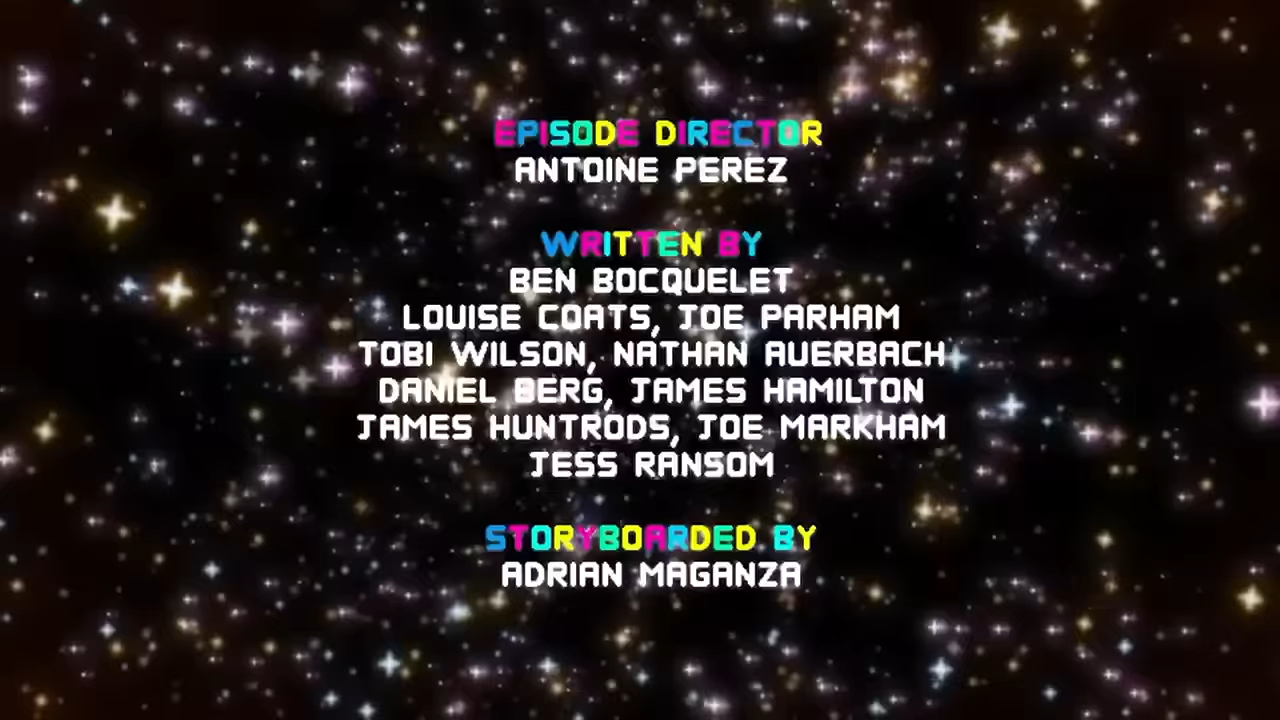 EPISODE DIRECTOR
ANTOINE PEREZ
WRITTEN BY
BEN BOCQUELET
LOUISE COATS, JOE PARHAM
TOBI WILSON, NATHAN AUERBACH
DANIEL BERG, JAMES HAMILTON
JAMES HUNTRODS, JOE MARKHAM
JESS RANSOM
STORYBOARDED BY
ADRIAN MAGANZA